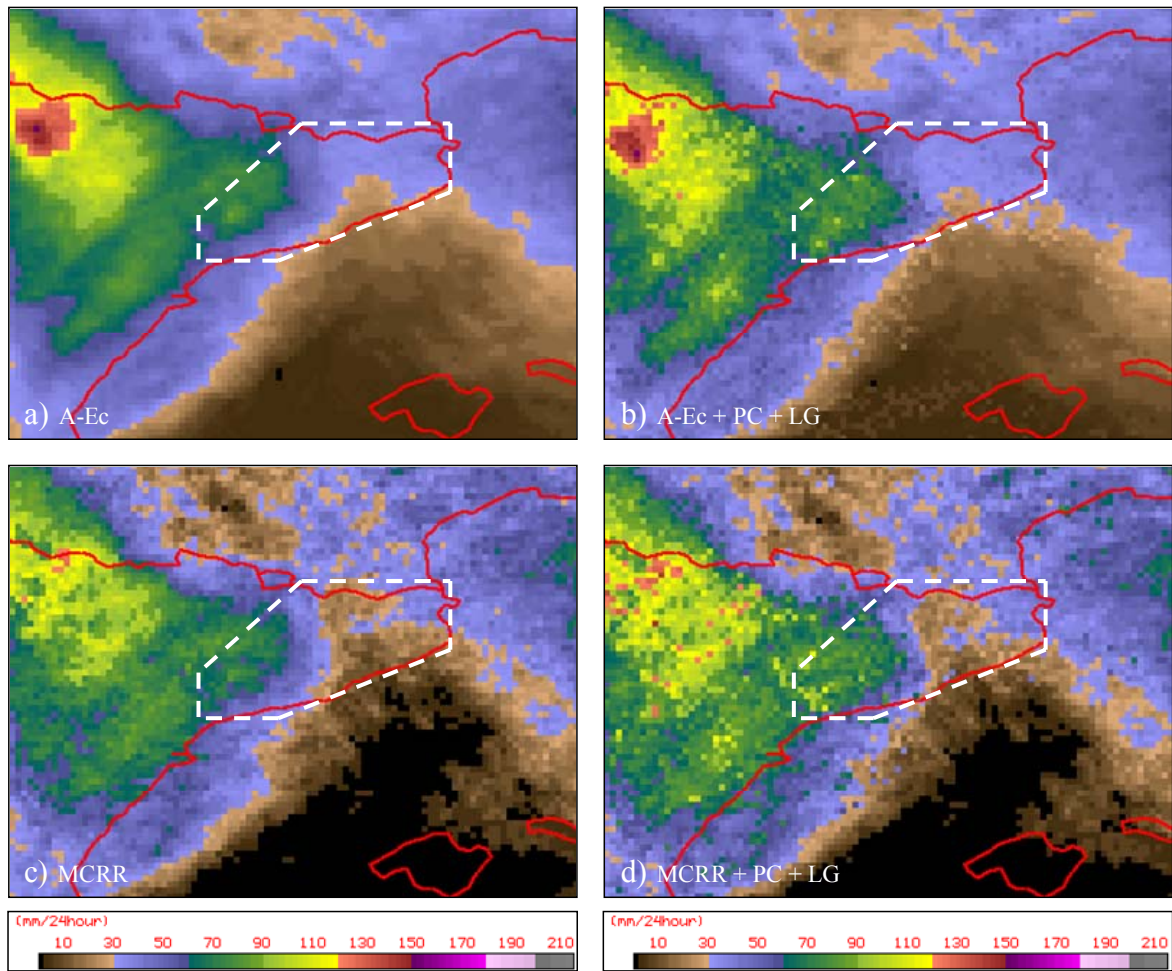 a) A-Ec
b) A-Ec + PC + LG
c) MCRR
d) MCRR + PC + LG
(mm/24hour)
10 30 50 70 90 110 130 150 170 190 210
(mm/24hour)
10 30 50 70 90 110 130 150 170 190 210